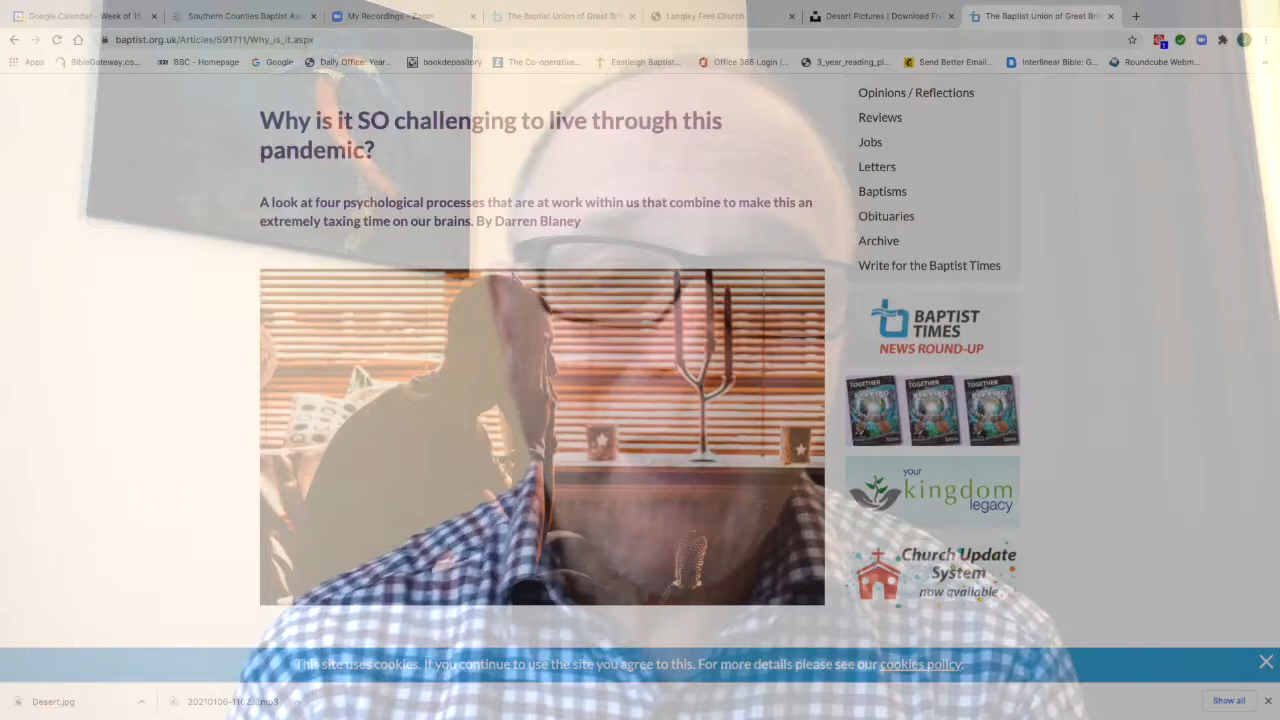 Google Calendar - Week of 15
Southern Counties Baptist As
My Recordings - Zoom
The Baptist Union of Great Bri
Langley Free Church
Desert Pictures | Download Fr
The Baptist Union of Great Bri
baptist.org.uk/Articles/591711/Why_is_it.aspx
Apps
BibleGateway.co...
BBC - Homepage
Google
Daily Office: Year...
bookdepository
The Co-operative...
Eastleigh Baptist...
Office 365 Login |...
3_year_reading_pl...
Send Better Email...
Interlinear Bible: G...
Roundcube Webm...
Why is it SO challenging to live through this
pandemic?
A look at four psychological processes that are at work within us that combine to make this an
extremely taxing time on our brains. By Darren Blaney
Opinions / Reflections
Reviews
Jobs
Letters
Baptisms
Obituaries
Archive
Write for the Baptist Times
BAPTIST
TIMES
NEWS ROUND-UP
TOGETHER
TOGETHER
TOGETHER
your
kingdom
legacy
Church Update
System
now available
This site uses cookies. If you continue to use the site you agree to this. For more details please see our cookies policy.
Desert.jpg
20210106-1102....mp3
Show all